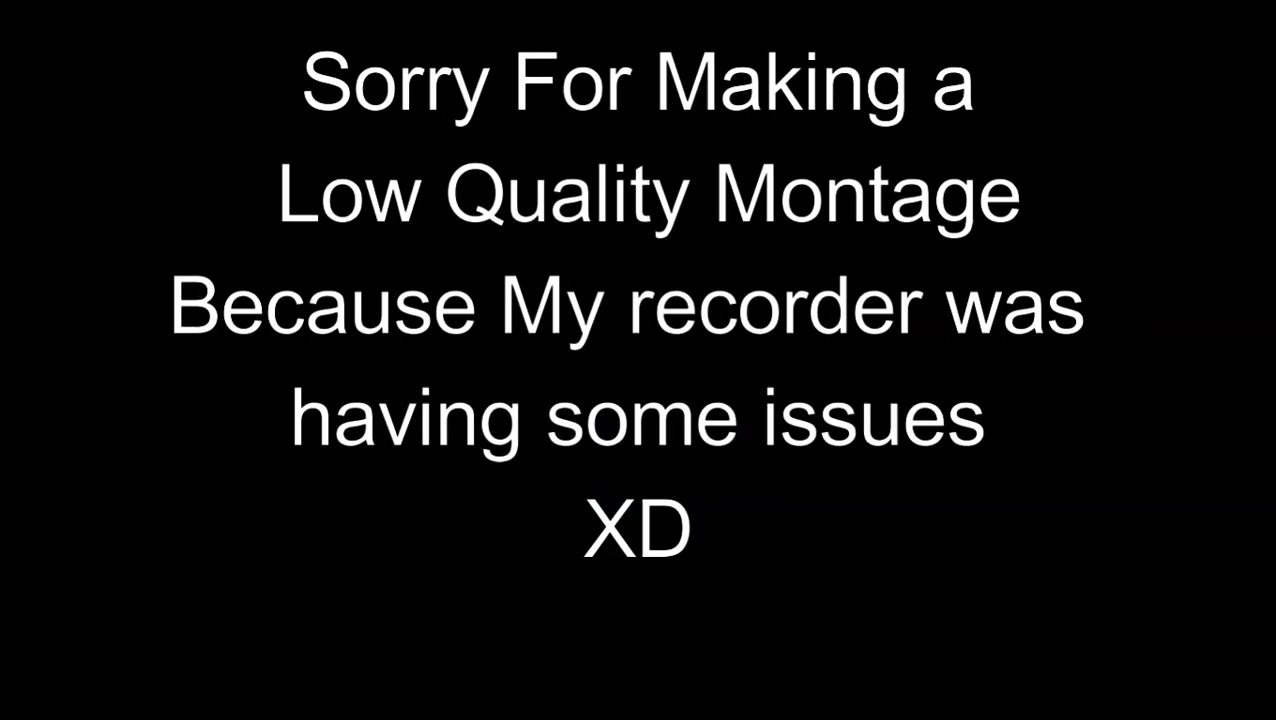 Sorry For Making a
Low Quality Montage
Because My recorder was
having some issues
XD